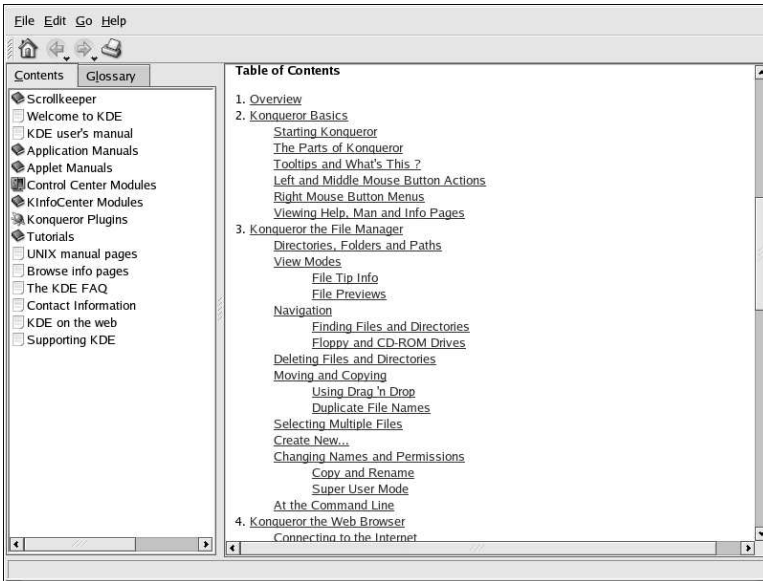 File Edit Go Help
Contents Glossary
Scrollkeeper
Welcome to KDE
KDE user's manual
Application Manuals
Applet Manuals
Control Center Modules
KInfoCenter Modules
Konqueror Plugins
Tutorials
UNIX manual pages
Browse info pages
The KDE FAQ
Contact Information
KDE on the web
Supporting KDE
Table of Contents
1. Overview
2. Konqueror Basics
Starting Konqueror
The Parts of Konqueror
Tooltips and What's This ?
Left and Middle Mouse Button Actions
Right Mouse Button Menus
Viewing Help, Man and Info Pages
3. Konqueror the File Manager
Directories, Folders and Paths
View Modes
File Tip Info
File Previews
Navigation
Finding Files and Directories
Floppy and CD-ROM Drives
Deleting Files and Directories
Moving and Copying
Using Drag 'n Drop
Duplicate File Names
Selecting Multiple Files
Create New...
Changing Names and Permissions
Copy and Rename
Super User Mode
At the Command Line
4. Konqueror the Web Browser
Connecting to the Internet